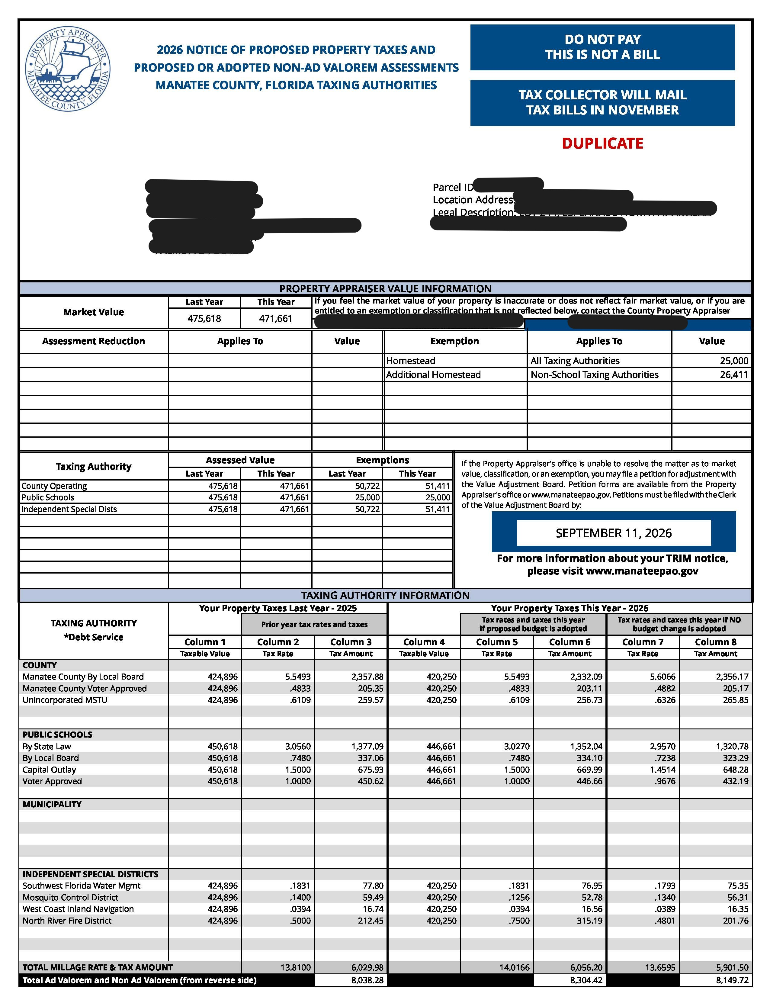 PROPERTY APPRAISER
MANATEE COUNTY, FLORIDA
2026 NOTICE OF PROPOSED PROPERTY TAXES AND
PROPOSED OR ADOPTED NON-AD VALOREM ASSESSMENTS
MANATEE COUNTY, FLORIDA TAXING AUTHORITIES
DO NOT PAY
THIS IS NOT A BILL
TAX COLLECTOR WILL MAIL
TAX BILLS IN NOVEMBER
DUPLICATE
Parcel ID
Location Address:
Legal Description:
PROPERTY APPRAISER VALUE INFORMATION
Market Value
Last Year This Year
475,618 471,661
If you feel the market value of your property is inaccurate or does not reflect fair market value, or if you are
entitled to an exemption or classification that is not reflected below, contact the County Property Appraiser
Assessment Reduction Applies To Value Exemption Applies To Value
Homestead All Taxing Authorities 25,000
Additional Homestead Non-School Taxing Authorities 26,411
Taxing Authority Assessed Value Exemptions
Last Year This Year Last Year This Year
County Operating 475,618 471,661 50,722 51,411
Public Schools 475,618 471,661 25,000 25,000
Independent Special Dists 475,618 471,661 50,722 51,411
If the Property Appraiser's office is unable to resolve the matter as to market
value, classification, or an exemption, you may file a petition for adjustment with
the Value Adjustment Board. Petition forms are available from the Property
Appraiser's office or www.manateepao.gov. Petitions must be filed with the Clerk
of the Value Adjustment Board by:
SEPTEMBER 11, 2026
For more information about your TRIM notice,
please visit www.manateepao.gov
TAXING AUTHORITY INFORMATION
TAXING AUTHORITY
*Debt Service
Your Property Taxes Last Year - 2025 Your Property Taxes This Year - 2026
Prior year tax rates and taxes
Tax rates and taxes this year
if proposed budget is adopted
Tax rates and taxes this year if NO
budget change is adopted
Column 1 Column 2 Column 3 Column 4 Column 5 Column 6 Column 7 Column 8
Taxable Value Tax Rate Tax Amount Taxable Value Tax Rate Tax Amount Tax Rate Tax Amount
COUNTY
Manatee County By Local Board 424,896 5.5493 2,357.88 420,250 5.5493 2,332.09 5.6066 2,356.17
Manatee County Voter Approved 424,896 .4833 205.35 420,250 .4833 203.11 .4882 205.17
Unincorporated MSTU 424,896 .6109 259.57 420,250 .6109 256.73 .6326 265.85
PUBLIC SCHOOLS
By State Law 450,618 3.0560 1,377.09 446,661 3.0270 1,352.04 2.9570 1,320.78
By Local Board 450,618 .7480 337.06 446,661 .7480 334.10 .7238 323.29
Capital Outlay 450,618 1.5000 675.93 446,661 1.5000 669.99 1.4514 648.28
Voter Approved 450,618 1.0000 450.62 446,661 1.0000 446.66 .9676 432.19
MUNICIPALITY
INDEPENDENT SPECIAL DISTRICTS
Southwest Florida Water Mgmt 424,896 .1831 77.80 420,250 .1831 76.95 .1793 75.35
Mosquito Control District 424,896 .1400 59.49 420,250 .1256 52.78 .1340 56.31
West Coast Inland Navigation 424,896 .0394 16.74 420,250 .0394 16.56 .0389 16.35
North River Fire District 424,896 .5000 212.45 420,250 .7500 315.19 .4801 201.76
TOTAL MILLAGE RATE & TAX AMOUNT 13.8100 6,029.98 14.0166 6,056.20 13.6595 5,901.50
Total Ad Valorem and Non Ad Valorem (from reverse side) 8,038.28 8,304.42 8,149.72